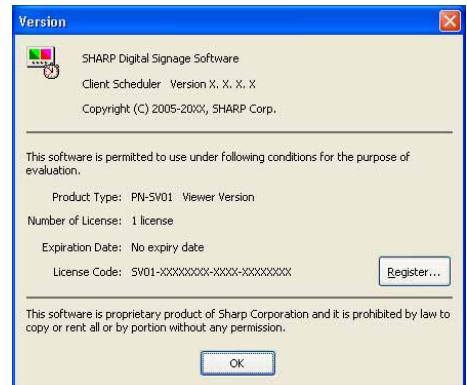 Version
SHARP Digital Signage Software
Client Scheduler Version X. X. X. X
Copyright (C) 2005-20XX, SHARP Corp.
This software is permitted to use under following conditions for the purpose of
evaluation.
Product Type: PN-SV01 Viewer Version
Number of License: 1 license
Expiration Date: No expiry date
License Code: SV01-XXXXXXXX-XXXX-XXXXXXXX
Register...
This software is proprietary product of Sharp Corporation and it is prohibited by law to
copy or rent all or by portion without any permission.
OK